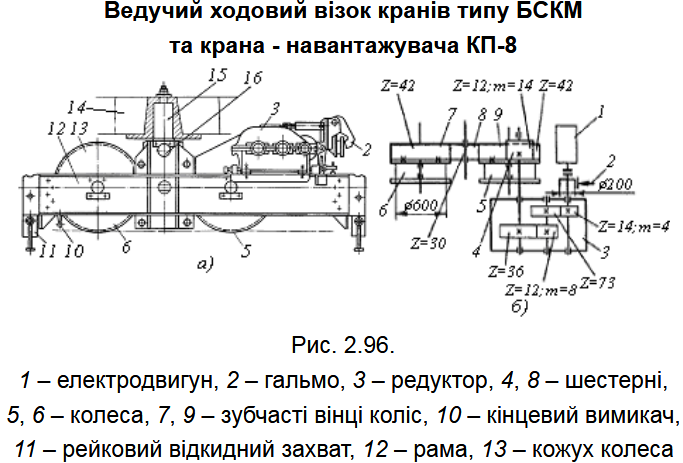 Ведучий ходовий візок кранів типу БСКМ
та крана - навантажувача КП-8
15 16
14 3
12 13
2
11 10 6 5
а)
Z=42 Z=12; m=14 Z=42
7 8 9 1
2
ø200
6 5
ø600
Z=14; m=4
Z=30 4 3
Z=36 Z=73
Z=12; m=8
б)
Рис. 2.96.
1 – електродвигун, 2 – гальмо, 3 – редуктор, 4, 8 – шестерні,
5, 6 – колеса, 7, 9 – зубчасті вінці коліс, 10 – кінцевий вимикач,
11 – рейковий відкидний захват, 12 – рама, 13 – кожух колеса